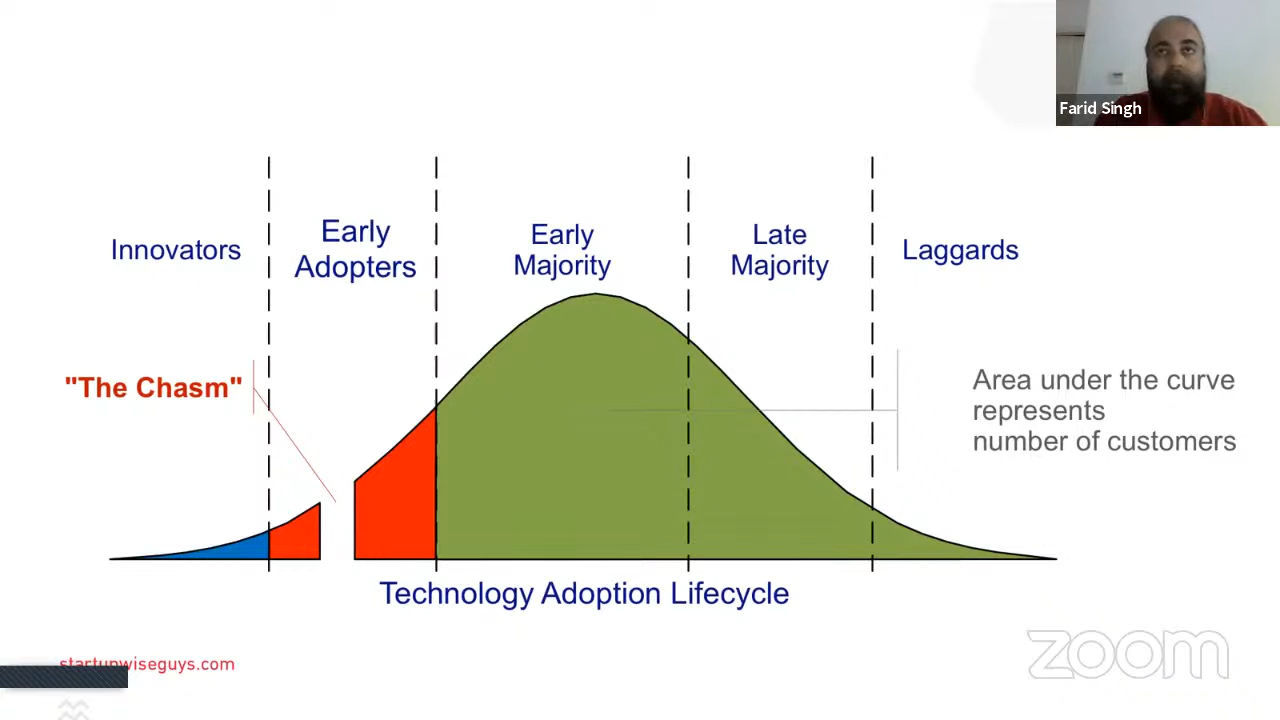 Farid Singh
Innovators
Early
Adopters
Early
Majority
Late
Majority
Laggards
"The Chasm"
Area under the curve
represents
number of customers
Technology Adoption Lifecycle
startupwiseguys.com
zoom